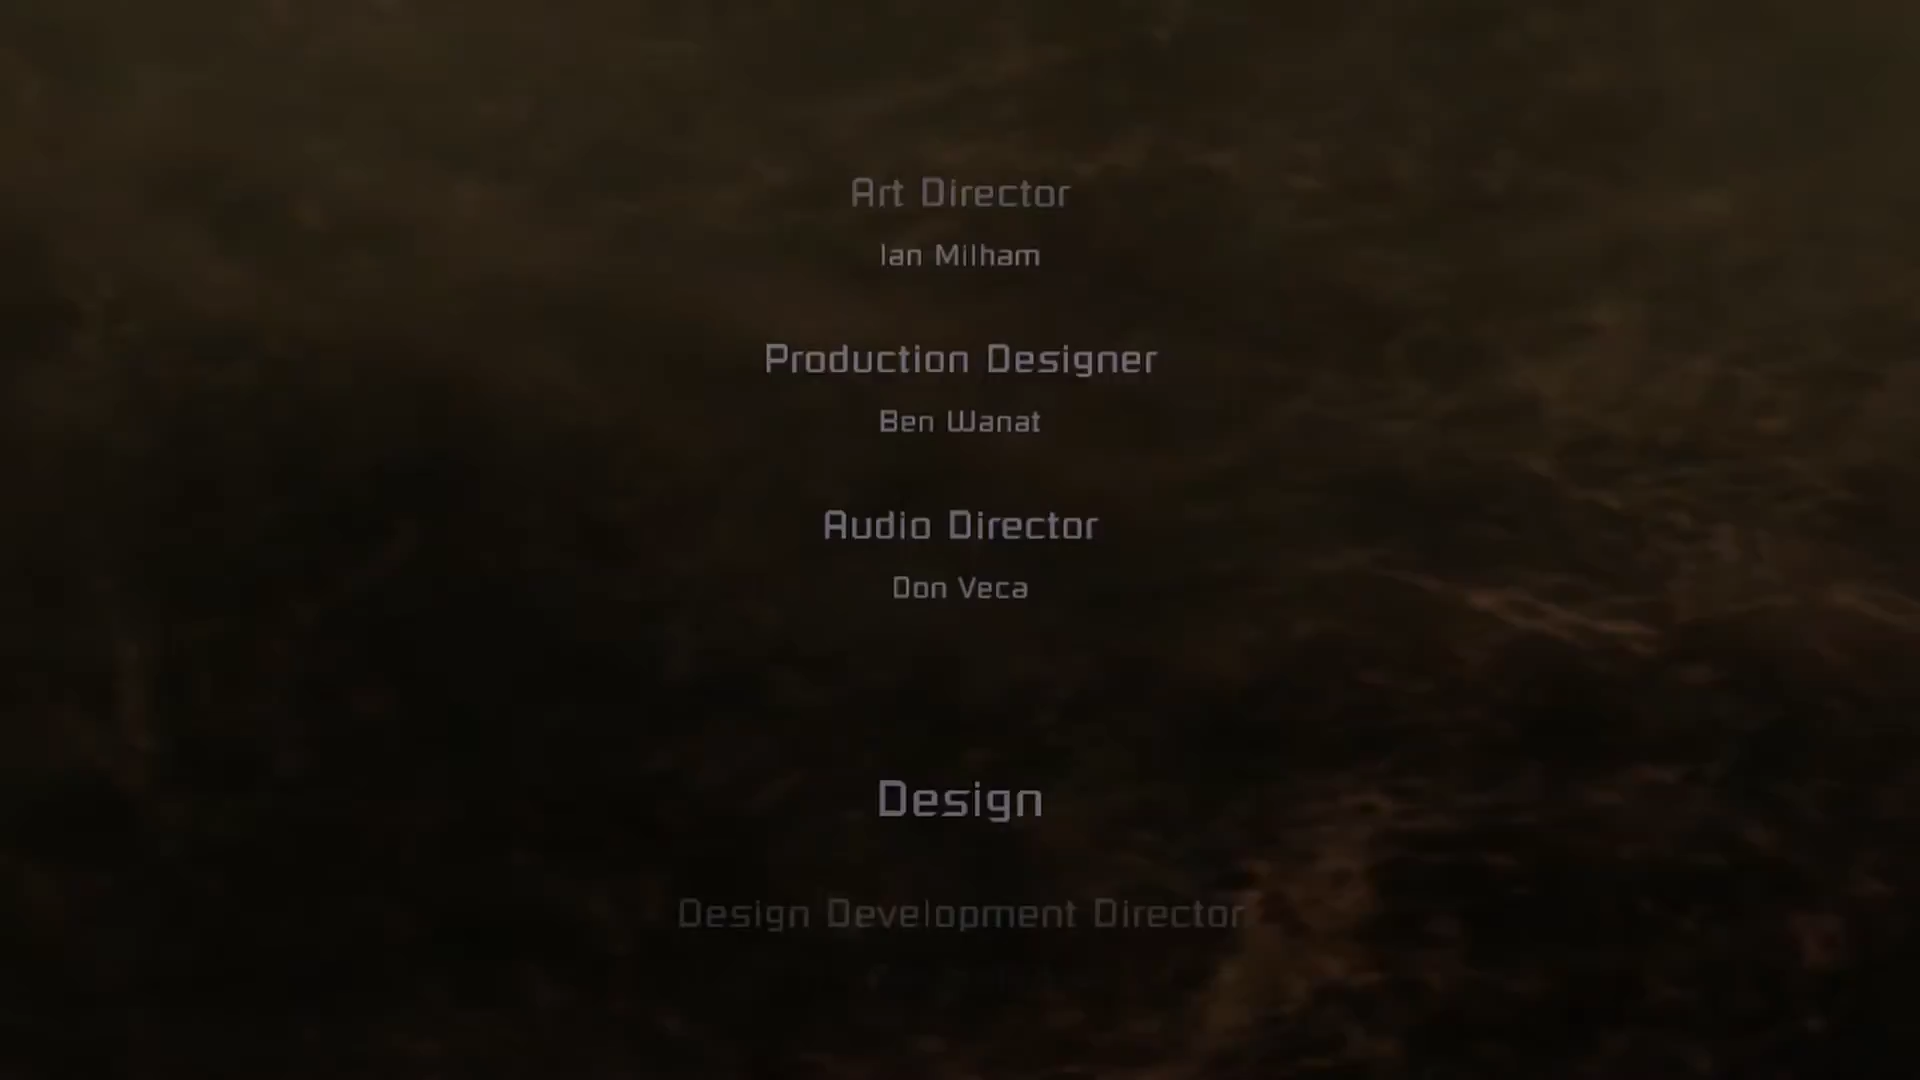 Art Director
Ian Milham
Production Designer
Ben Wanat
Audio Director
Don Veca
Design
Design Development Director